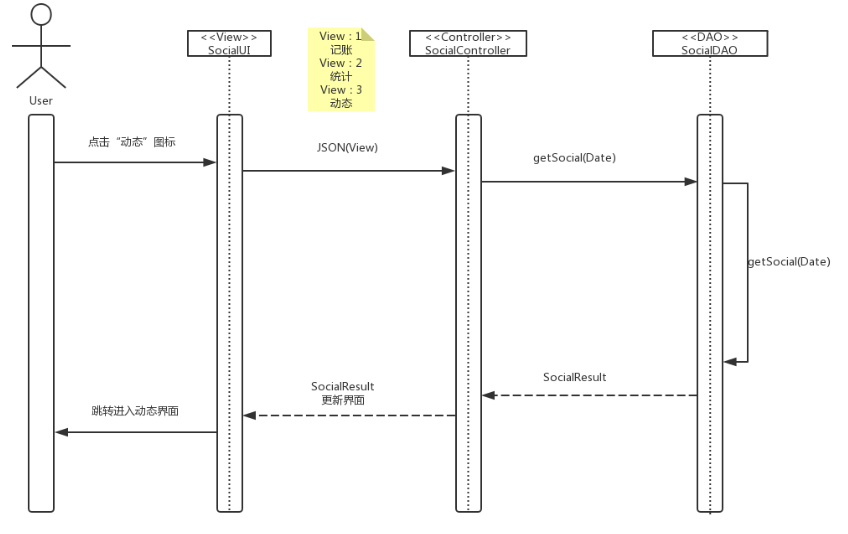 <<View>>
SocialUI
View：1
记账
View：2
统计
View：3
动态
<<Controller>>
SocialController
<<DAO>>
SocialDAO
User
点击“动态”图标
JSON(View)
getSocial(Date)
getSocial(Date)
SocialResult
SocialResult
更新界面
跳转进入动态界面